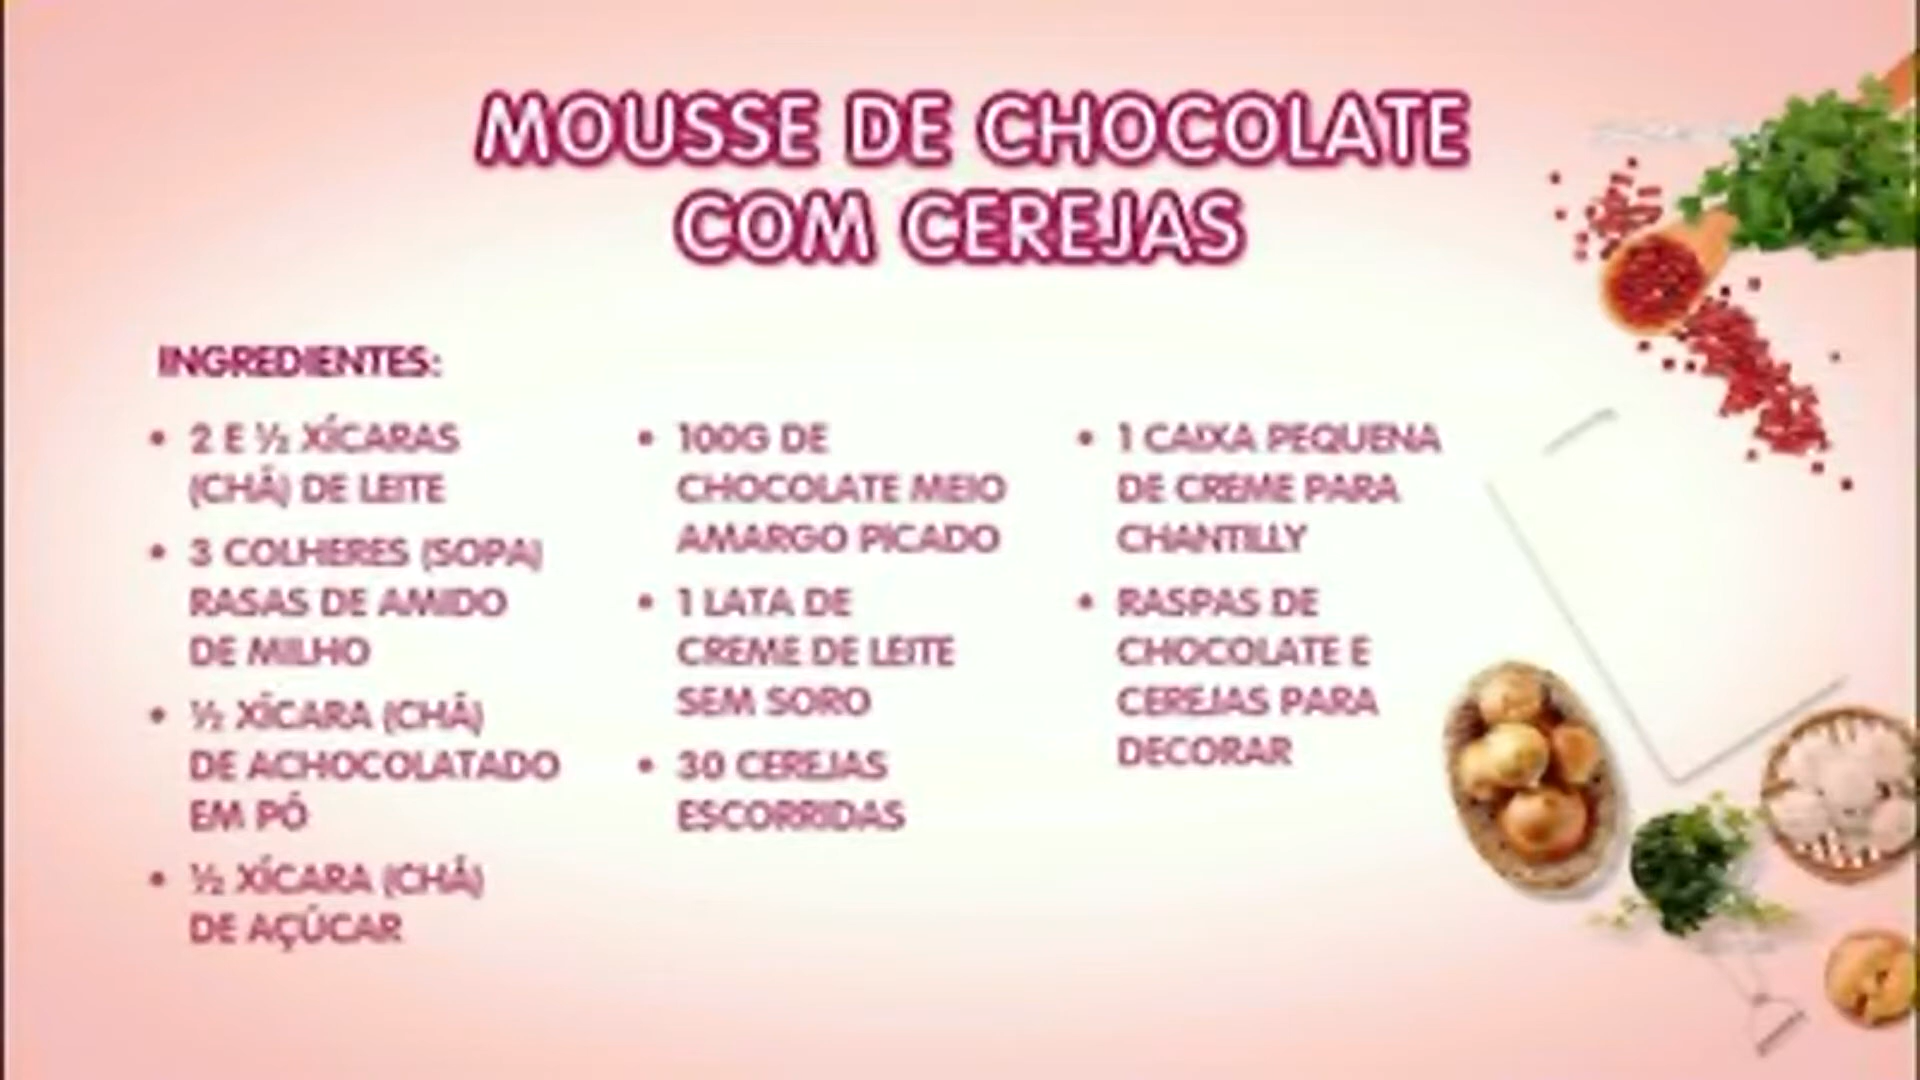 MOUSSE DE CHOCOLATE
COM CEREJAS
INGREDIENTES:
• 2 E ½ XÍCARAS
(CHÁ) DE LEITE
• 3 COLHERES (SOPA)
RASAS DE AMIDO
DE MILHO
• ½ XÍCARA (CHÁ)
DE ACHOCOLATADO
EM PÓ
• ½ XÍCARA (CHÁ)
DE AÇÚCAR
• 100G DE
CHOCOLATE MEIO
AMARGO PICADO
• 1 LATA DE
CREME DE LEITE
SEM SORO
• 30 CEREJAS
ESCORRIDAS
• 1 CAIXA PEQUENA
DE CREME PARA
CHANTILLY
• RASPAS DE
CHOCOLATE E
CEREJAS PARA
DECORAR